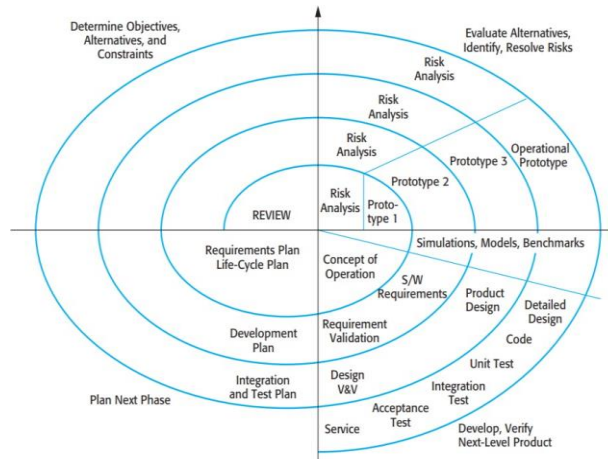 Determine Objectives,
Alternatives, and
Constraints
Evaluate Alternatives,
Identify, Resolve Risks
Risk
Analysis
Risk
Analysis
Risk
Analysis
Risk
Analysis
REVIEW
Proto-
type 1
Prototype 2
Prototype 3
Operational
Prototype
Requirements Plan
Life-Cycle Plan
Concept of
Operation
Simulations, Models, Benchmarks
S/W
Requirements
Product
Design
Detailed
Design
Development
Plan
Requirement
Validation
Code
Unit Test
Integration
and Test Plan
Design
V&V
Integration
Test
Acceptance
Test
Service
Plan Next Phase
Develop, Verify
Next-Level Product